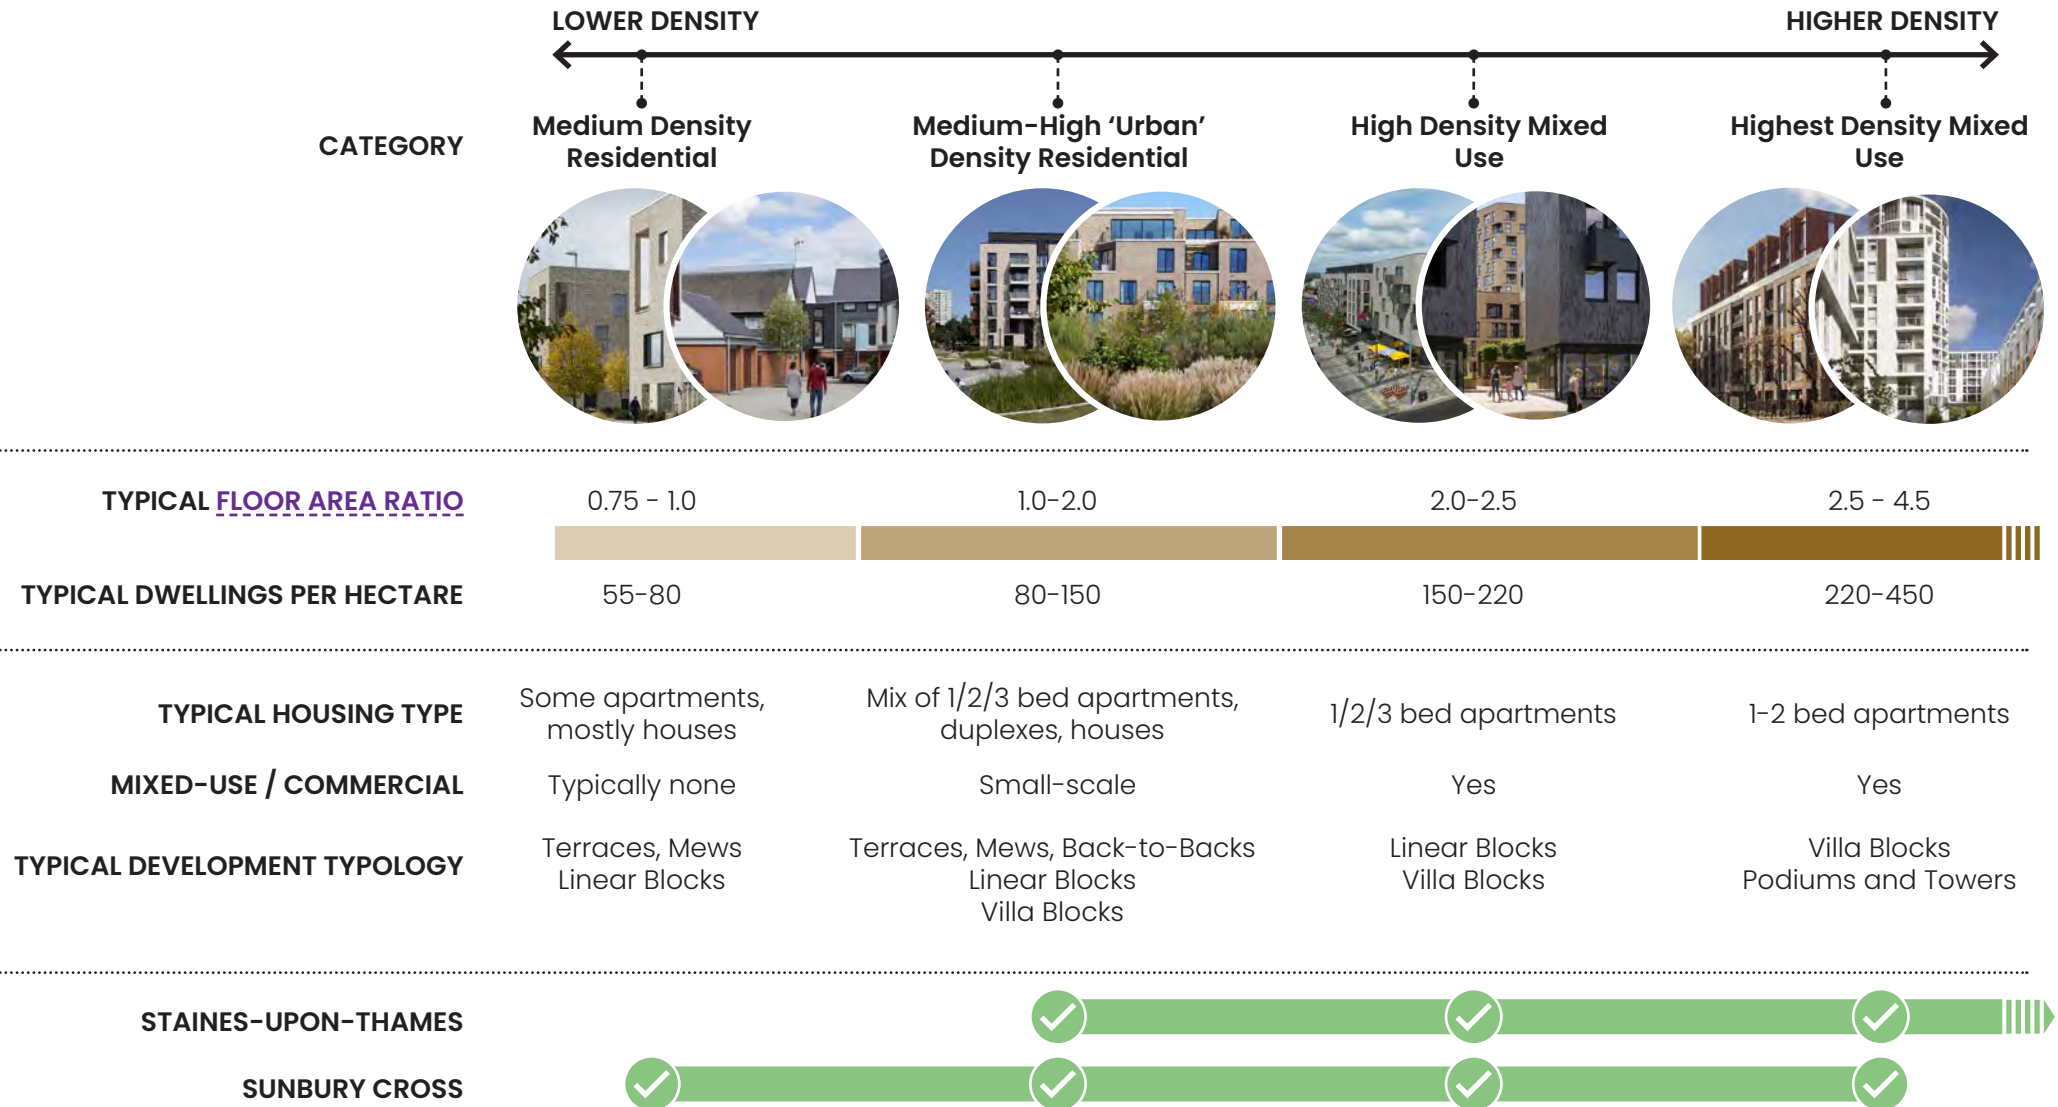 LOWER DENSITY
HIGHER DENSITY
CATEGORY
Medium Density
Residential
Medium-High ‘Urban’
Density Residential
High Density Mixed
Use
Highest Density Mixed
Use
TYPICAL FLOOR AREA RATIO
0.75 - 1.0
1.0-2.0
2.0-2.5
2.5 - 4.5
TYPICAL DWELLINGS PER HECTARE
55-80
80-150
150-220
220-450
TYPICAL HOUSING TYPE
Some apartments,
mostly houses
Mix of 1/2/3 bed apartments,
duplexes, houses
1/2/3 bed apartments
1-2 bed apartments
MIXED-USE / COMMERCIAL
Typically none
Small-scale
Yes
Yes
TYPICAL DEVELOPMENT TYPOLOGY
Terraces, Mews
Linear Blocks
Terraces, Mews, Back-to-Backs
Linear Blocks
Villa Blocks
Linear Blocks
Villa Blocks
Villa Blocks
Podiums and Towers
STAINES-UPON-THAMES
SUNBURY CROSS